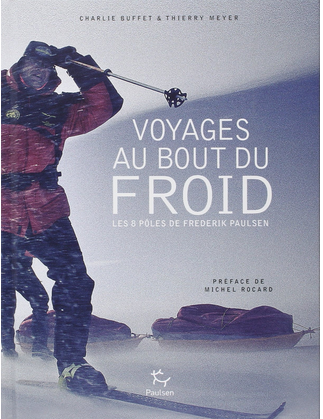 CHARLIE BUFFET & THIERRY MEYER
VOYAGES
AU BOUT DU
FROID
LES 8 PÔLES DE FREDERIK PAULSEN
PRÉFACE DE
MICHEL ROCARD
Paulsen